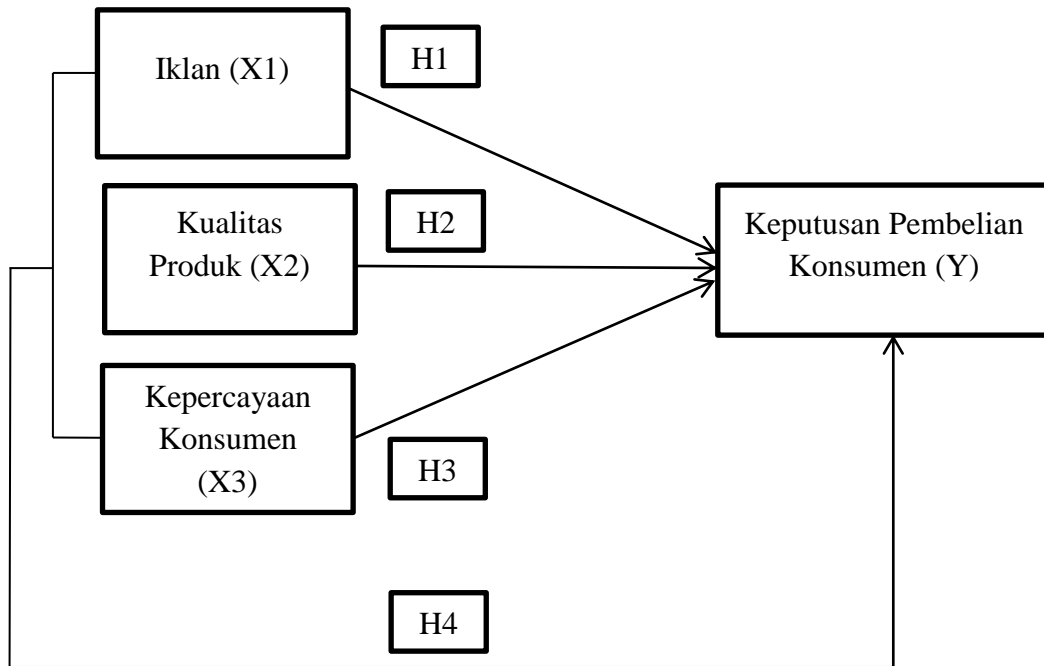 Iklan (X1)
H1
Kualitas
Produk (X2)
H2
Keputusan Pembelian
Konsumen (Y)
Kepercayaan
Konsumen
(X3)
H3
H4